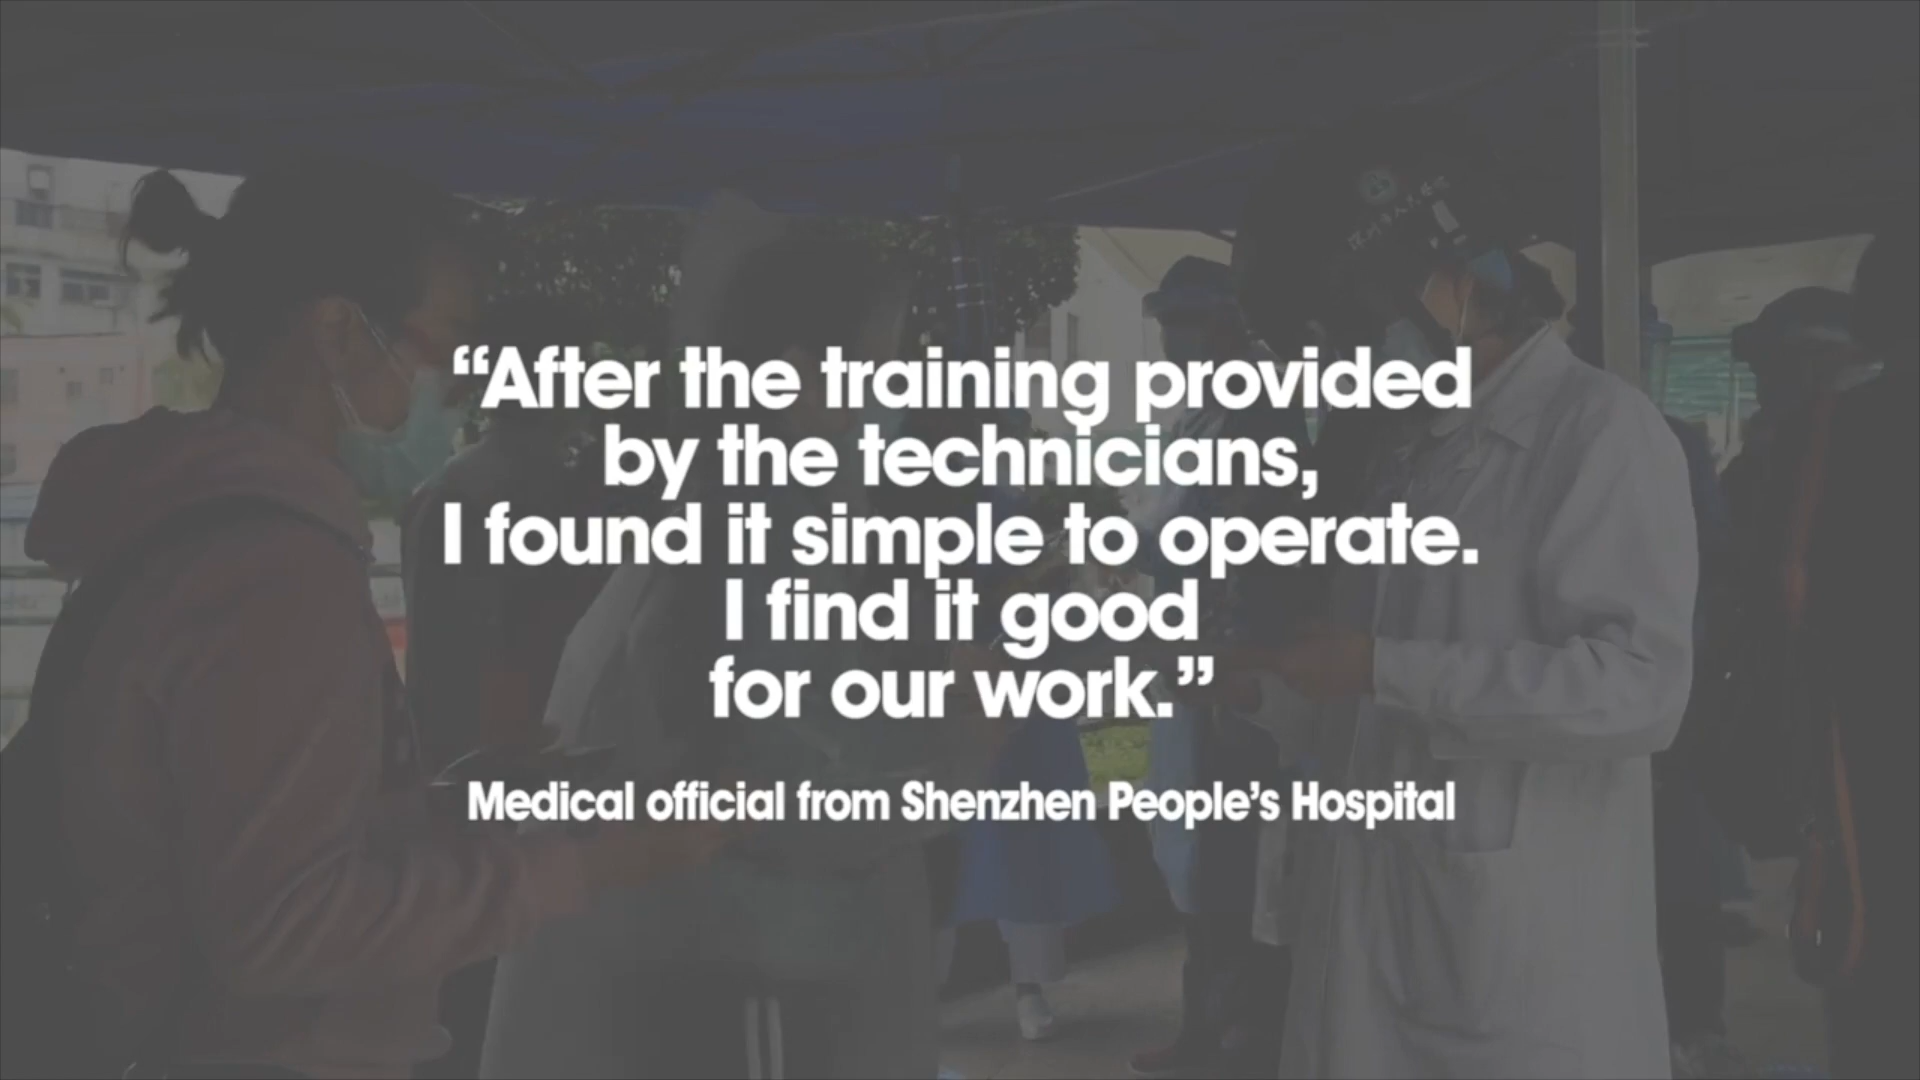 “After the training provided
by the technicians,
I found it simple to operate.
I find it good
for our work.”
Medical official from Shenzhen People’s Hospital